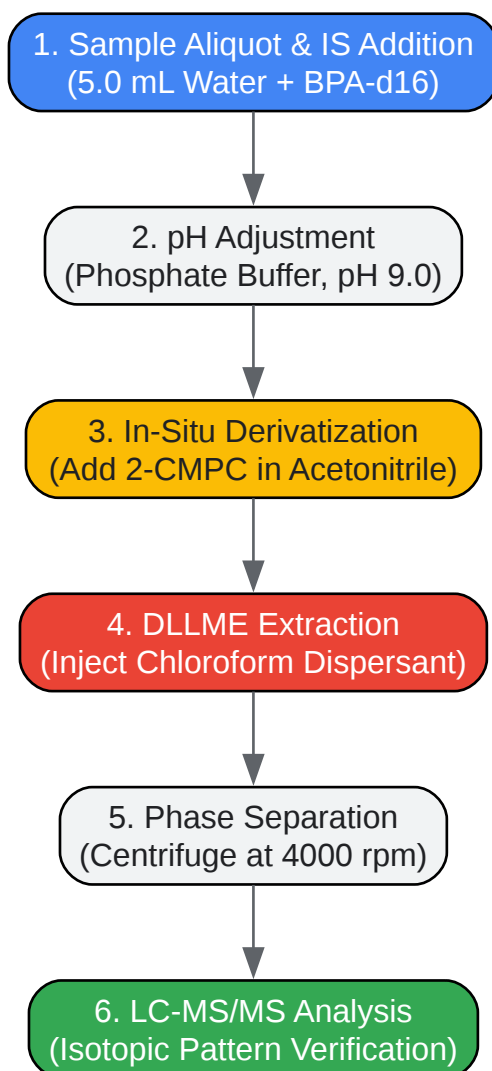 1. Sample Aliquot & IS Addition
(5.0 mL Water + BPA-d16)
2. pH Adjustment
(Phosphate Buffer, pH 9.0)
3. In-Situ Derivatization
(Add 2-CMPC in Acetonitrile)
4. DLLME Extraction
(Inject Chloroform Dispersant)
5. Phase Separation
(Centrifuge at 4000 rpm)
6. LC-MS/MS Analysis
(Isotopic Pattern Verification)